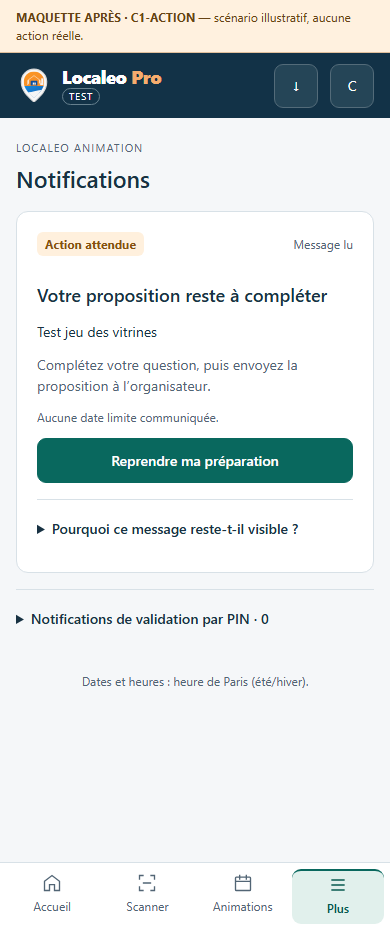 MAQUETTE APRÈS · C1-ACTION — scénario illustratif, aucune
action réelle.
Localeo Pro
TEST
↓
C
LOCALEO ANIMATION
Notifications
Action attendue
Message lu
Votre proposition reste à compléter
Test jeu des vitrines
Complétez votre question, puis envoyez la
proposition à l’organisateur.
Aucune date limite communiquée.
Reprendre ma préparation
Pourquoi ce message reste-t-il visible ?
Notifications de validation par PIN · 0
Dates et heures : heure de Paris (été/hiver).
Accueil
Scanner
Animations
Plus